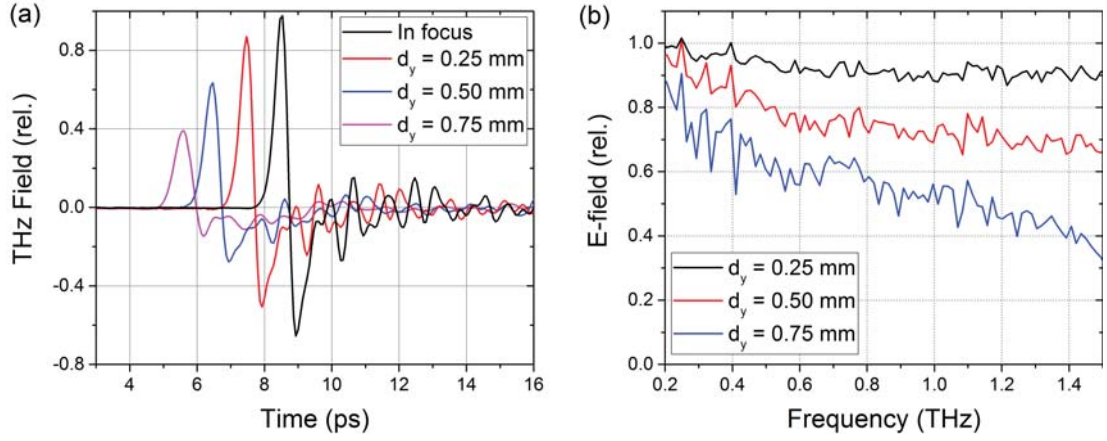 (a)
THz Field (rel.)
0.8
0.4
0.0
-0.4
-0.8
In focus
dy = 0.25 mm
dy = 0.50 mm
dy = 0.75 mm
4 6 8 10 12 14 16
Time (ps)
(b)
E-field (rel.)
1.0
0.8
0.6
0.4
0.2
0.0
dy = 0.25 mm
dy = 0.50 mm
dy = 0.75 mm
0.2 0.4 0.6 0.8 1.0 1.2 1.4
Frequency (THz)